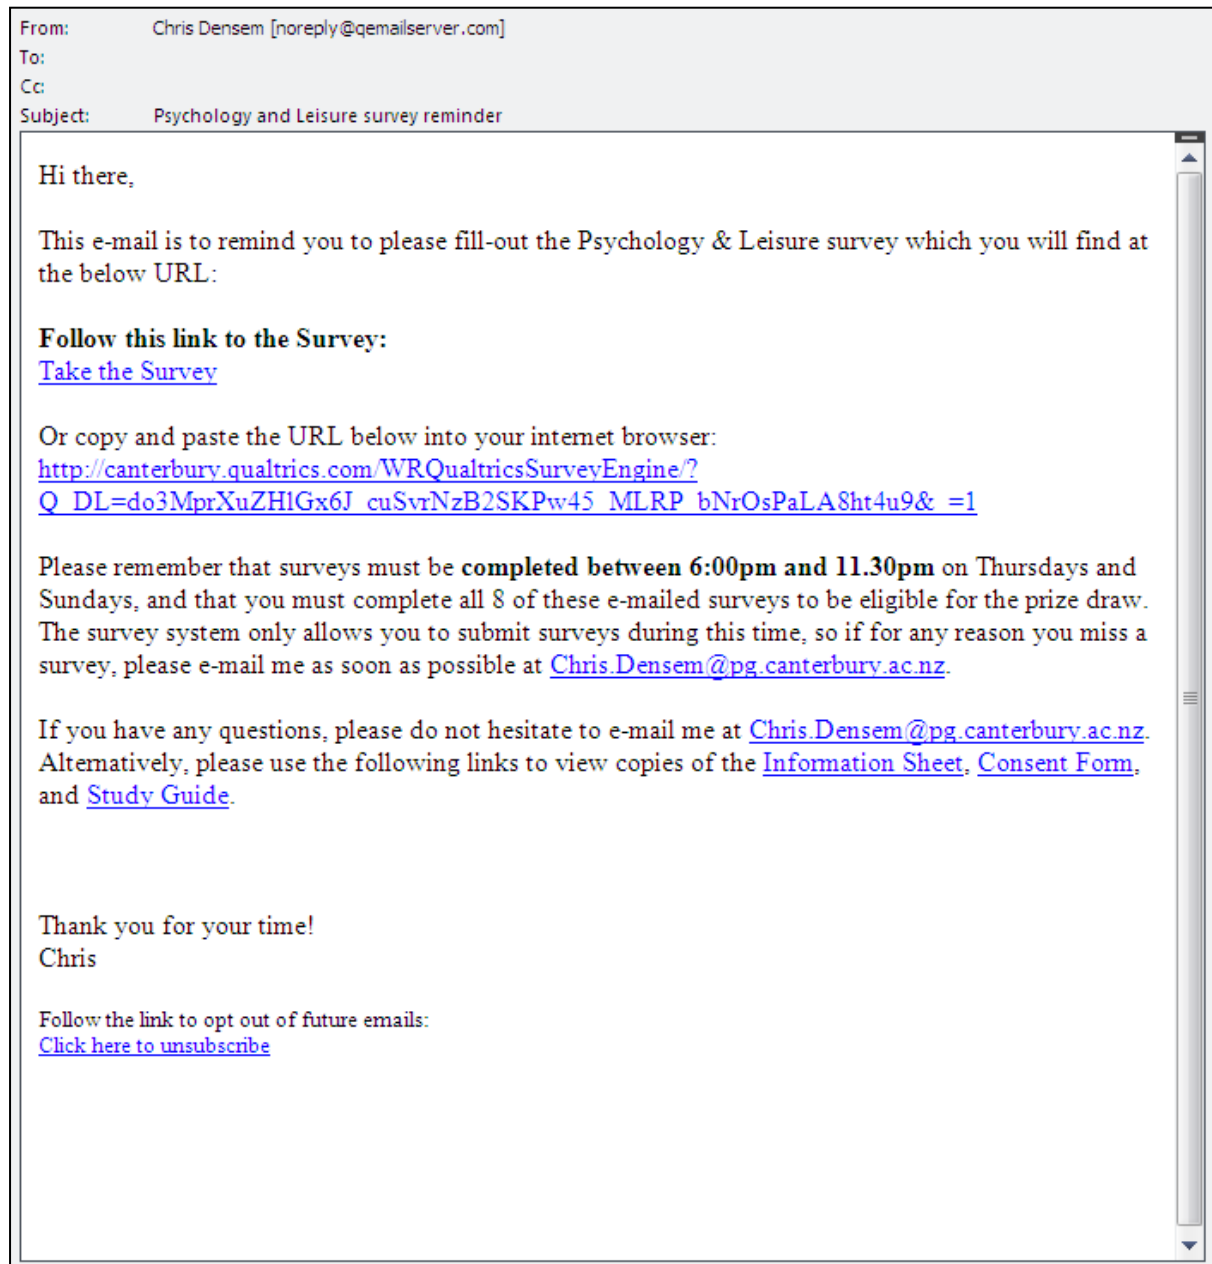 From: Chris Densem [noreply@qemailserver.com]
To:
Cc:
Subject: Psychology and Leisure survey reminder
Hi there,
This e-mail is to remind you to please fill-out the Psychology & Leisure survey which you will find at
the below URL:
Follow this link to the Survey:
Take the Survey
Or copy and paste the URL below into your internet browser:
http://canterbury.qualtrics.com/WRQualtricsSurveyEngine/?
Q_DL=do3MprXuZHlGx6J_cuSvrNzB2SKPw45_MLRP_bNrOsPaLA8ht4u9&_=1
Please remember that surveys must be completed between 6:00pm and 11.30pm on Thursdays and
Sundays, and that you must complete all 8 of these e-mailed surveys to be eligible for the prize draw.
The survey system only allows you to submit surveys during this time, so if for any reason you miss a
survey, please e-mail me as soon as possible at Chris.Densem@pg.canterbury.ac.nz.
If you have any questions, please do not hesitate to e-mail me at Chris.Densem@pg.canterbury.ac.nz.
Alternatively, please use the following links to view copies of the Information Sheet, Consent Form,
and Study Guide.
Thank you for your time!
Chris
Follow the link to opt out of future emails:
Click here to unsubscribe